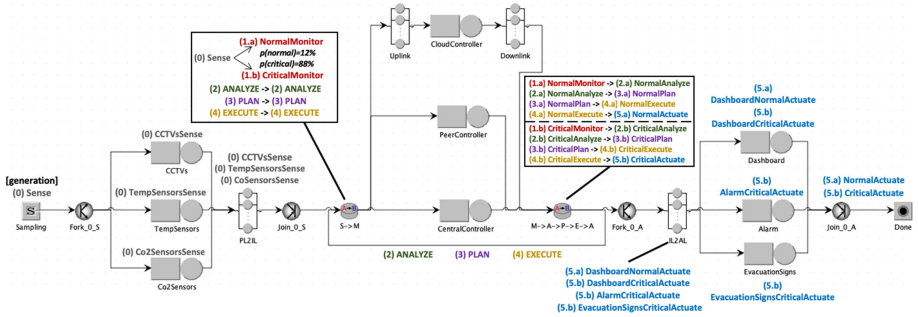 (1.a) NormalMonitor
p(normal)=12%
(0) Sense
p(critical)=88%
(1.b) CriticalMonitor
(2) ANALYZE -> (2) ANALYZE
(3) PLAN -> (3) PLAN
(4) EXECUTE -> (4) EXECUTE
Uplink
CloudController
Downlink
PeerController
CentralController
(1.a) NormalMonitor -> (2.a) NormalAnalyze
(2.a) NormalAnalyze -> (3.a) NormalPlan
(3.a) NormalPlan -> (4.a) NormalExecute
(4.a) NormalExecute -> (5.a) NormalActuate
(1.b) CriticalMonitor -> (2.b) CriticalAnalyze
(2.b) CriticalAnalyze -> (3.b) CriticalPlan
(3.b) CriticalPlan -> (4.b) CriticalExecute
(4.b) CriticalExecute -> (5.b) CriticalActuate
[generation]
(0) Sense
S
Sampling
Fork_0_S
(0) CCTVsSense
CCTVs
(0) TempSensorsSense
TempSensors
(0) Co2SensorsSense
Co2Sensors
(0) CCTVsSense
(0) TempSensorsSense
(0) CoSensorsSense
PL2IL
Join_0_S
S->M
M->A->P->E->A
(2) ANALYZE (3) PLAN (4) EXECUTE
Fork_0_A
IL2AL
(5.a) DashboardNormalActuate
(5.b) DashboardCriticalActuate
(5.b) AlarmCriticalActuate
(5.b) EvacuationSignsCriticalActuate
(5.a)
DashboardNormalActuate
(5.b)
DashboardCriticalActuate
Dashboard
(5.b)
AlarmCriticalActuate
Alarm
EvacuationSigns
(5.b)
EvacuationSignsCriticalActuate
(5.a) NormalActuate
(5.b) CriticalActuate
Join_0_A
Done